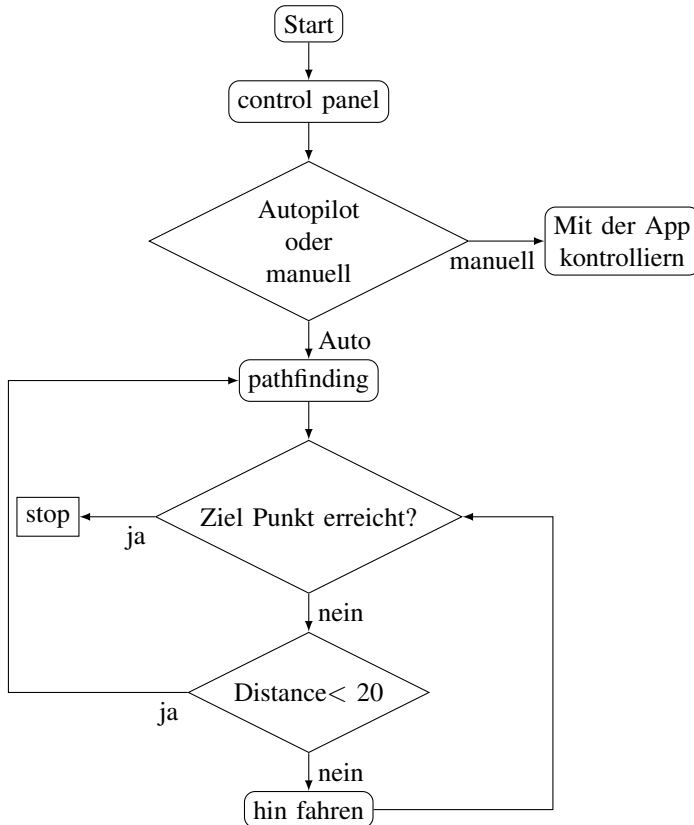 Start
control panel
Autopilot
oder
manuell
manuell
Mit der App
kontrolliern
Auto
pathfinding
Ziel Punkt erreicht?
ja
stop
nein
Distance< 20
ja
nein
hin fahren